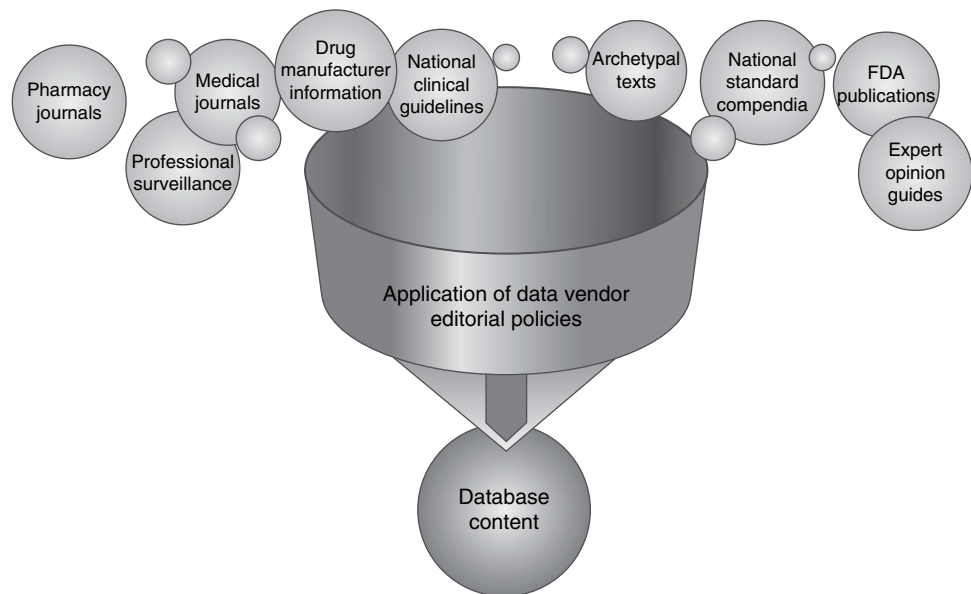 Pharmacy
journals
Medical
journals
Professional
surveillance
Drug
manufacturer
information
National
clinical
guidelines
Archetypal
texts
National
standard
compendia
FDA
publications
Expert
opinion
guides
Application of data vendor
editorial policies
Database
content